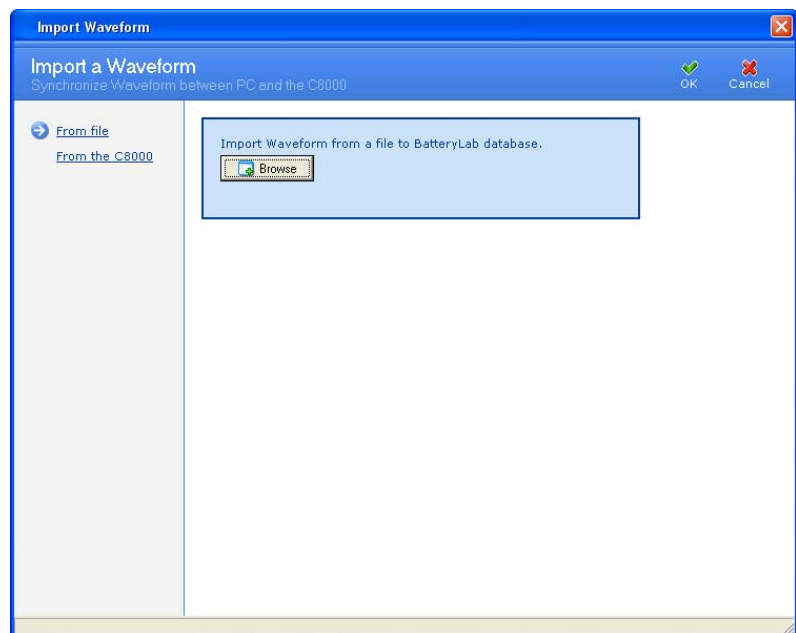 Import Waveform
Import a Waveform
Synchronize Waveform between PC and the C8000
OK
Cancel
From file
From the C8000
Import Waveform from a file to BatteryLab database.
Browse